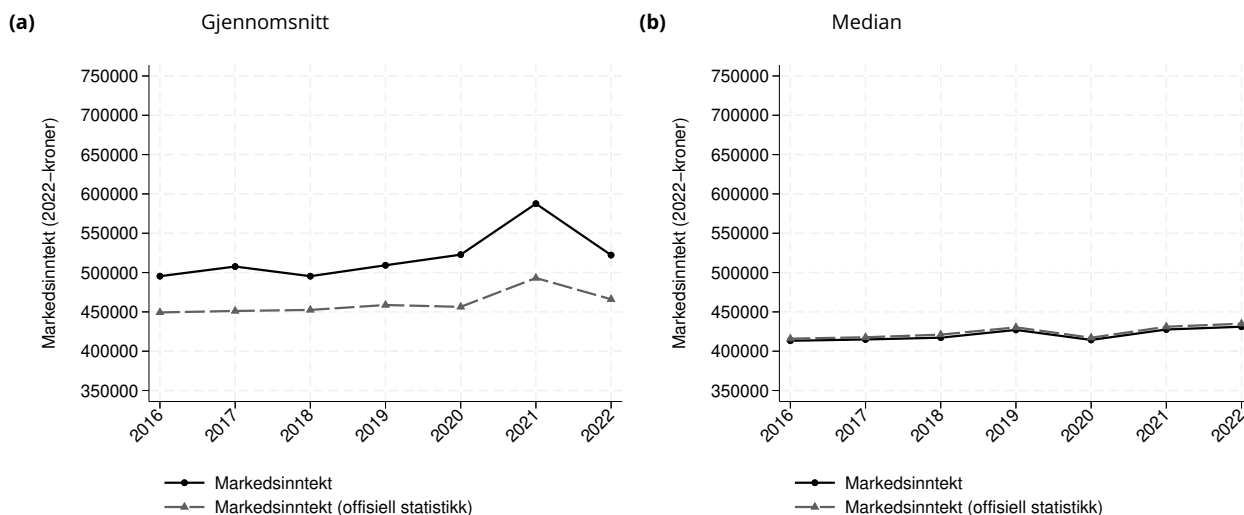 (a) Gjennomsnitt
Markedsinntekt (2022–kroner)
750000
700000
650000
600000
550000
500000
450000
400000
350000
2016 2017 2018 2019 2020 2021 2022
Markedsinntekt
Markedsinntekt (offisiell statistikk)
(b) Median
Markedsinntekt (2022–kroner)
750000
700000
650000
600000
550000
500000
450000
400000
350000
2016 2017 2018 2019 2020 2021 2022
Markedsinntekt
Markedsinntekt (offisiell statistikk)